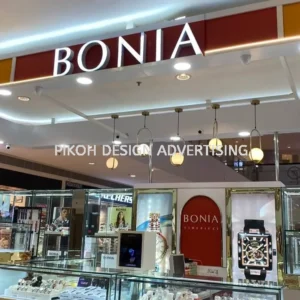 BONIA
PIKOH DESIGN ADVERTISING
SKECHERS
BONIA